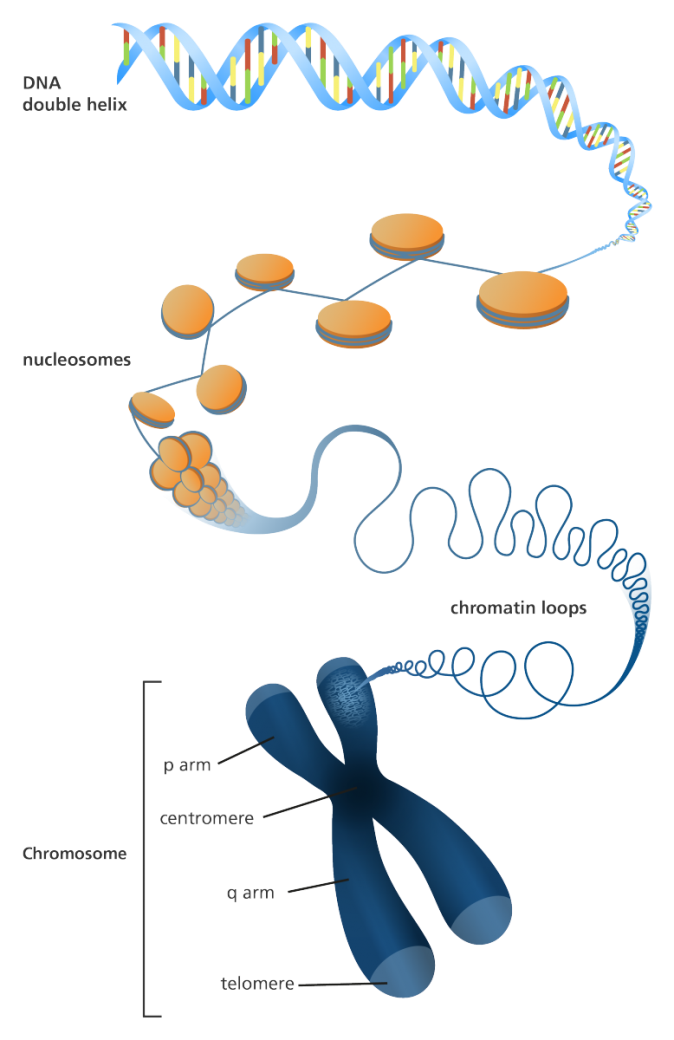 DNA
double helix
nucleosomes
chromatin loops
p arm
centromere
Chromosome
q arm
telomere